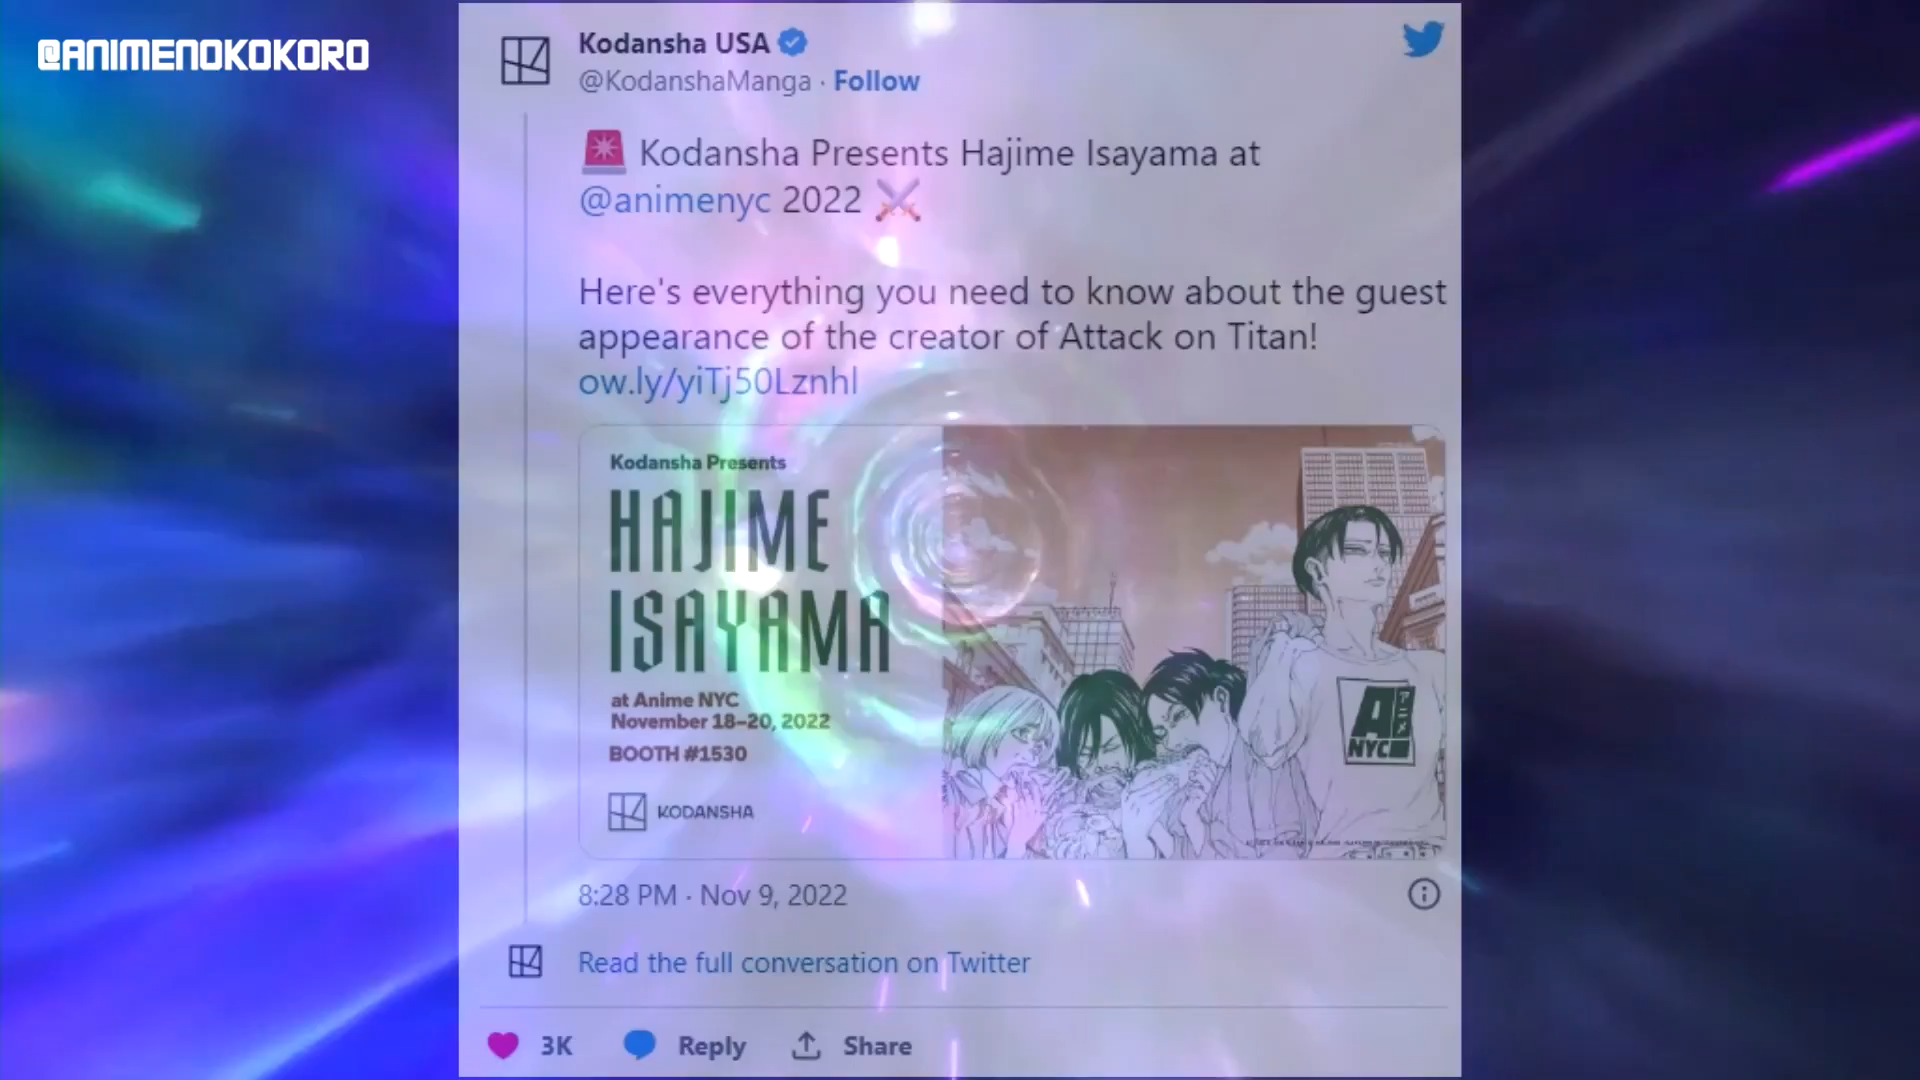 @ANIMENOKOKORO
Kodansha USA
@KodanshaManga · Follow
🚨 Kodansha Presents Hajime Isayama at
@animenyc 2022 ⚔️
Here's everything you need to know about the guest
appearance of the creator of Attack on Titan!
ow.ly/yiTj50Lznhl
Kodansha Presents
HAJIME
ISAYAMA
at Anime NYC
November 18–20, 2022
BOOTH #1530
KODANSHA
A
アニメ
NYC
8:28 PM · Nov 9, 2022
Read the full conversation on Twitter
3K
Reply
Share